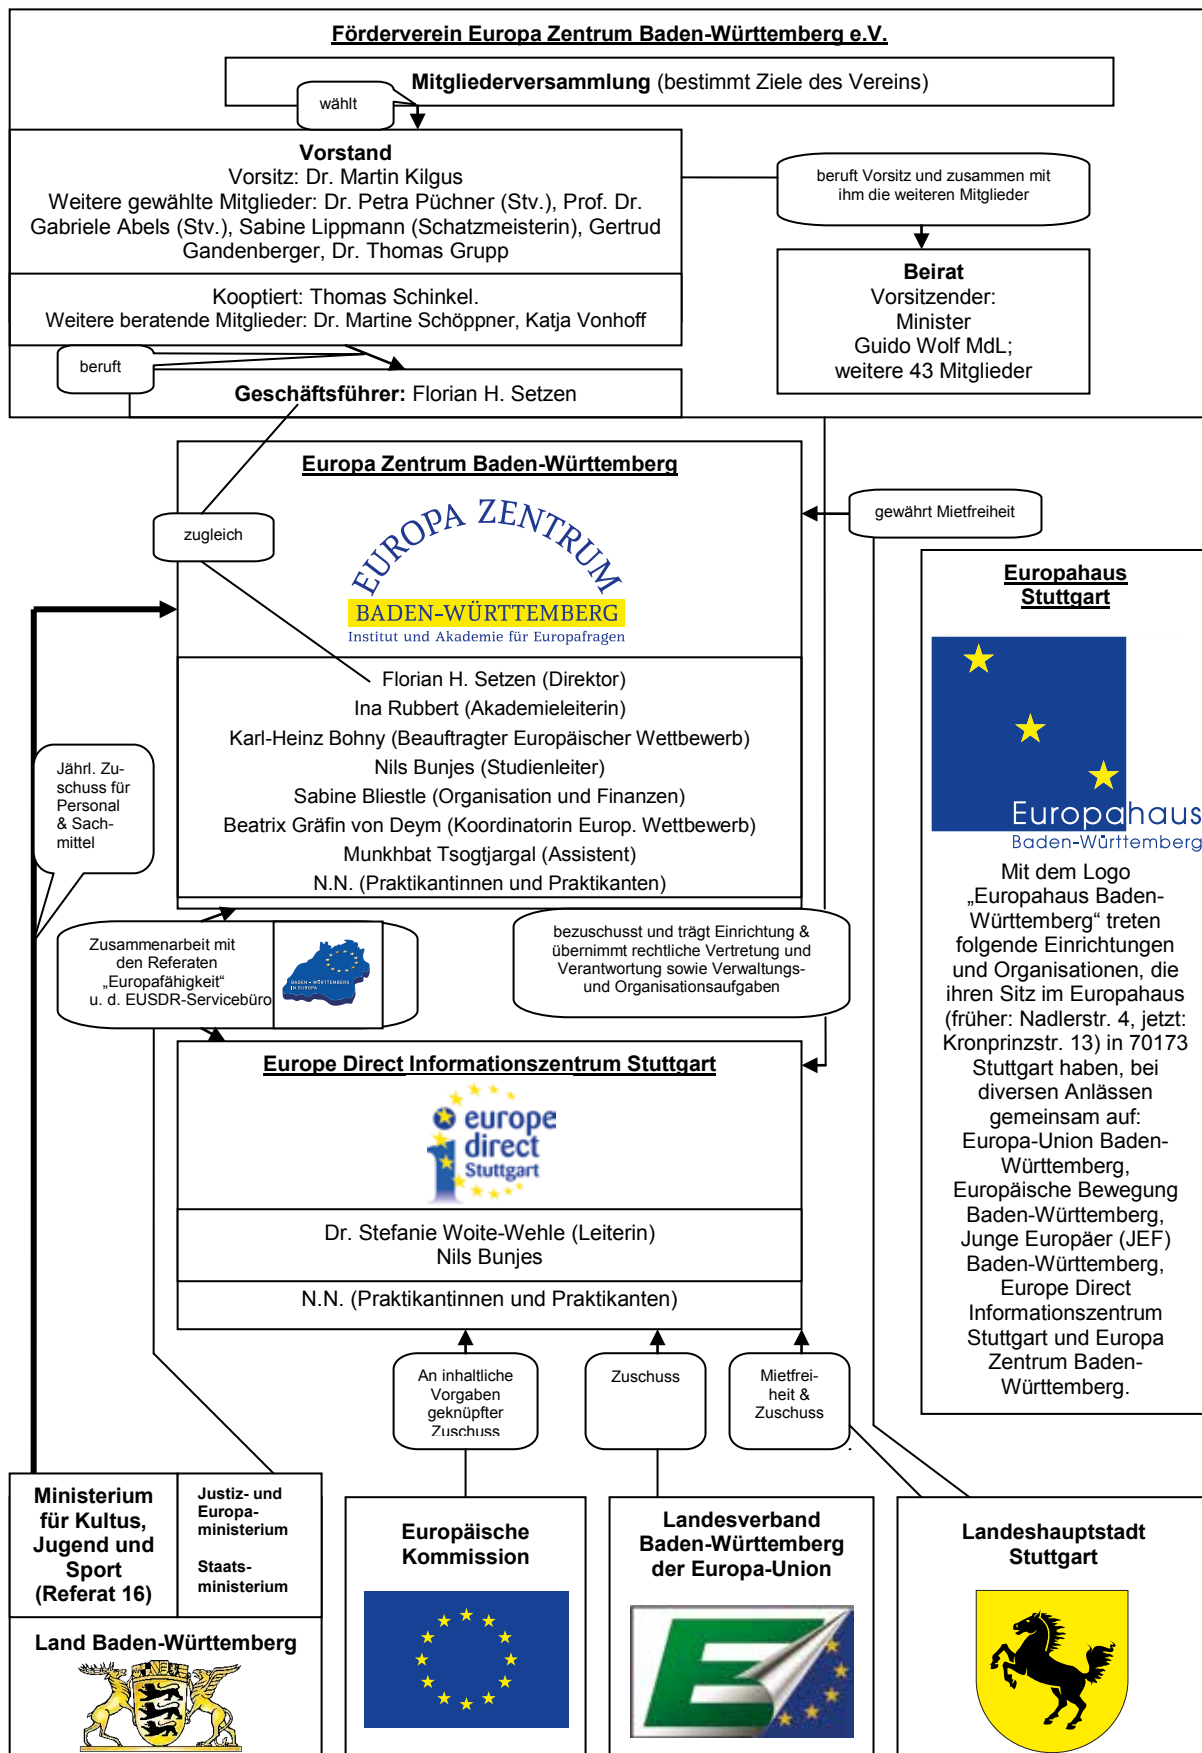 Förderverein Europa Zentrum Baden-Württemberg e.V.
Mitgliederversammlung (bestimmt Ziele des Vereins)
wählt
Vorstand
Vorsitz: Dr. Martin Kilgus
Weitere gewählte Mitglieder: Dr. Petra Püchner (Stv.), Prof. Dr.
Gabriele Abels (Stv.), Sabine Lippmann (Schatzmeisterin), Gertrud
Gandenberger, Dr. Thomas Grupp
Kooptiert: Thomas Schinkel.
Weitere beratende Mitglieder: Dr. Martine Schöppner, Katja Vonhoff
beruft Vorsitz und zusammen mit
ihm die weiteren Mitglieder
Beirat
Vorsitzender:
Minister
Guido Wolf MdL;
weitere 43 Mitglieder
beruft
Geschäftsführer: Florian H. Setzen
Europa Zentrum Baden-Württemberg
EUROPA ZENTRUM
BADEN-WÜRTTEMBERG
Institut und Akademie für Europafragen
zugleich
gewährt Mietfreiheit
Florian H. Setzen (Direktor)
Ina Rubbert (Akademieleiterin)
Karl-Heinz Bohny (Beauftragter Europäischer Wettbewerb)
Nils Bunjes (Studienleiter)
Sabine Bliestle (Organisation und Finanzen)
Beatrix Gräfin von Deym (Koordinatorin Europ. Wettbewerb)
Munkhbat Tsogtjargal (Assistent)
N.N. (Praktikantinnen und Praktikanten)
Jährl. Zu-
schuss für
Personal
& Sach-
mittel
Zusammenarbeit mit
den Referaten
„Europafähigkeit“
u. d. EUSDR-Servicebüro
BADEN-WÜRTTEMBERG
IN EUROPA
bezuschusst und trägt Einrichtung &
übernimmt rechtliche Vertretung und
Verantwortung sowie Verwaltungs-
und Organisationsaufgaben
Europe Direct Informationszentrum Stuttgart
europe
direct
Stuttgart
Dr. Stefanie Woite-Wehle (Leiterin)
Nils Bunjes
N.N. (Praktikantinnen und Praktikanten)
Europahaus
Stuttgart
Europahaus
Baden-Württemberg
Mit dem Logo
„Europahaus Baden-
Württemberg“ treten
folgende Einrichtungen
und Organisationen, die
ihren Sitz im Europahaus
(früher: Nadlerstr. 4, jetzt:
Kronprinzstr. 13) in 70173
Stuttgart haben, bei
diversen Anlässen
gemeinsam auf:
Europa-Union Baden-
Württemberg,
Europäische Bewegung
Baden-Württemberg,
Junge Europäer (JEF)
Baden-Württemberg,
Europe Direct
Informationszentrum
Stuttgart und Europa
Zentrum Baden-
Württemberg.
An inhaltliche
Vorgaben
geknüpfter
Zuschuss
Zuschuss
Mietfrei-
heit &
Zuschuss
Ministerium
für Kultus,
Jugend und
Sport
(Referat 16)
Justiz- und
Europa-
ministerium
Staats-
ministerium
Land Baden-Württemberg
Europäische
Kommission
Landesverband
Baden-Württemberg
der Europa-Union
E
Landeshauptstadt
Stuttgart